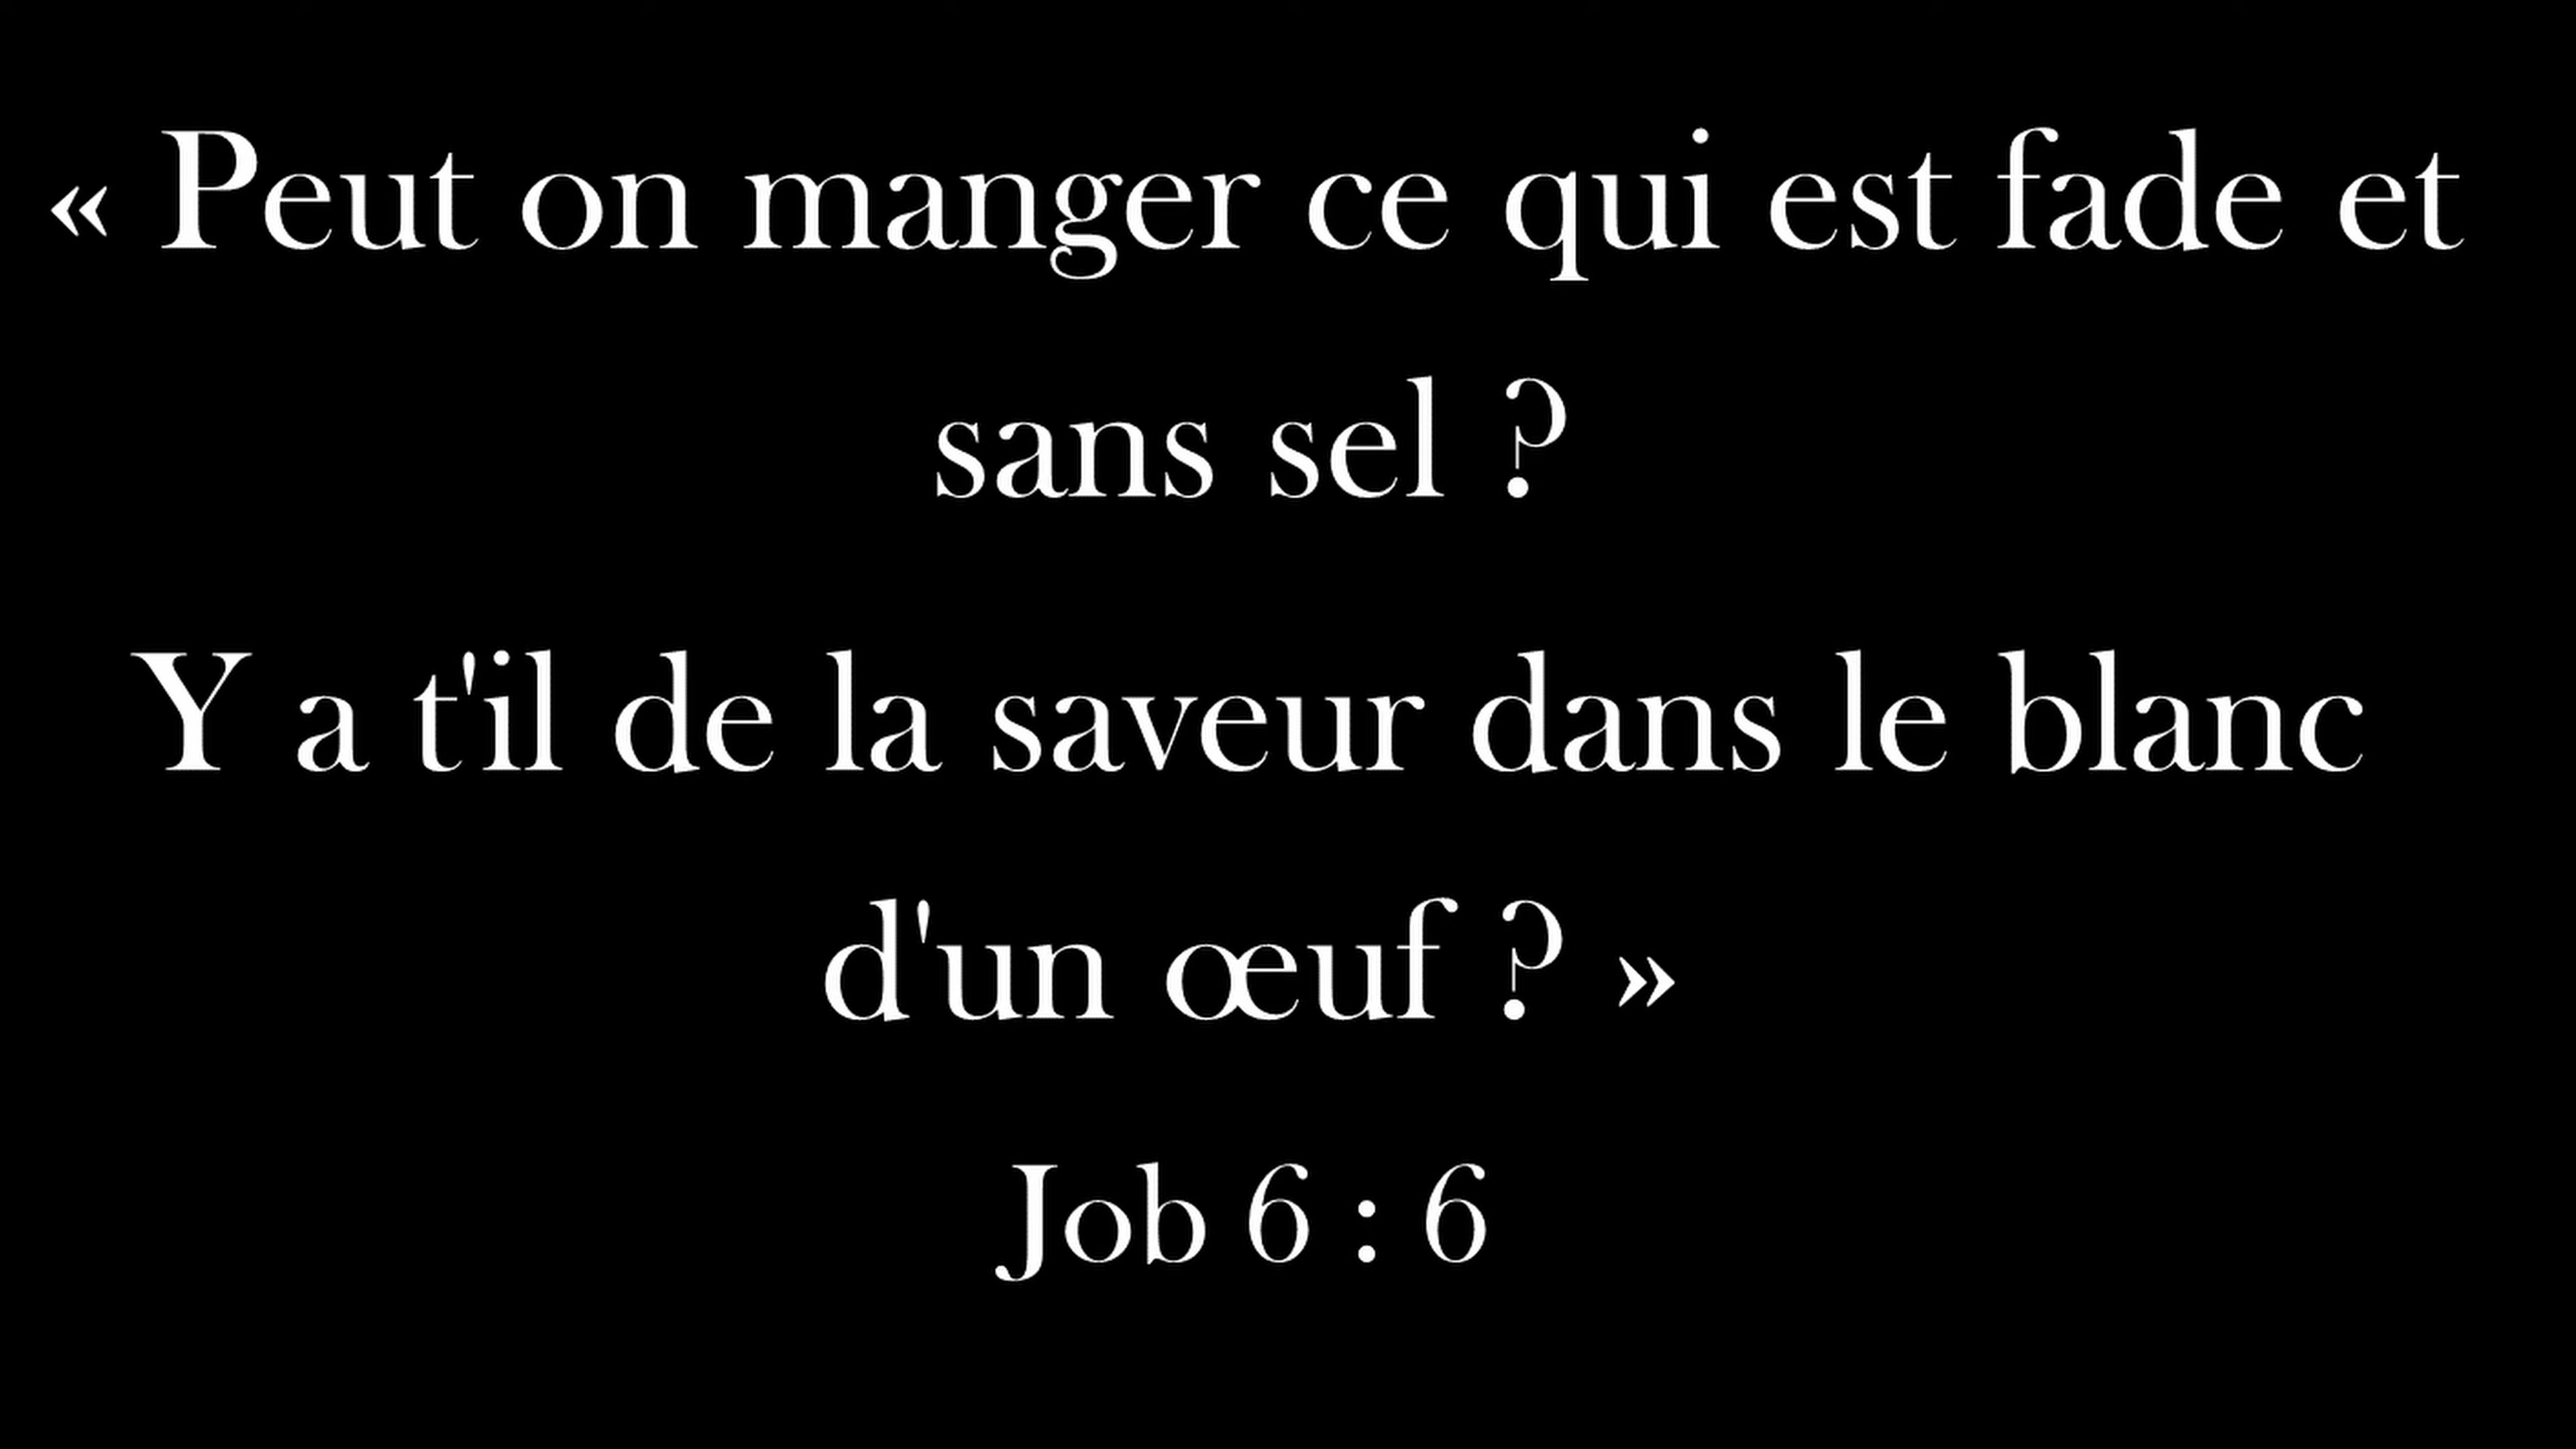 « Peut on manger ce qui est fade et
sans sel ?
Y a t'il de la saveur dans le blanc
d'un œuf ? »
Job 6 : 6